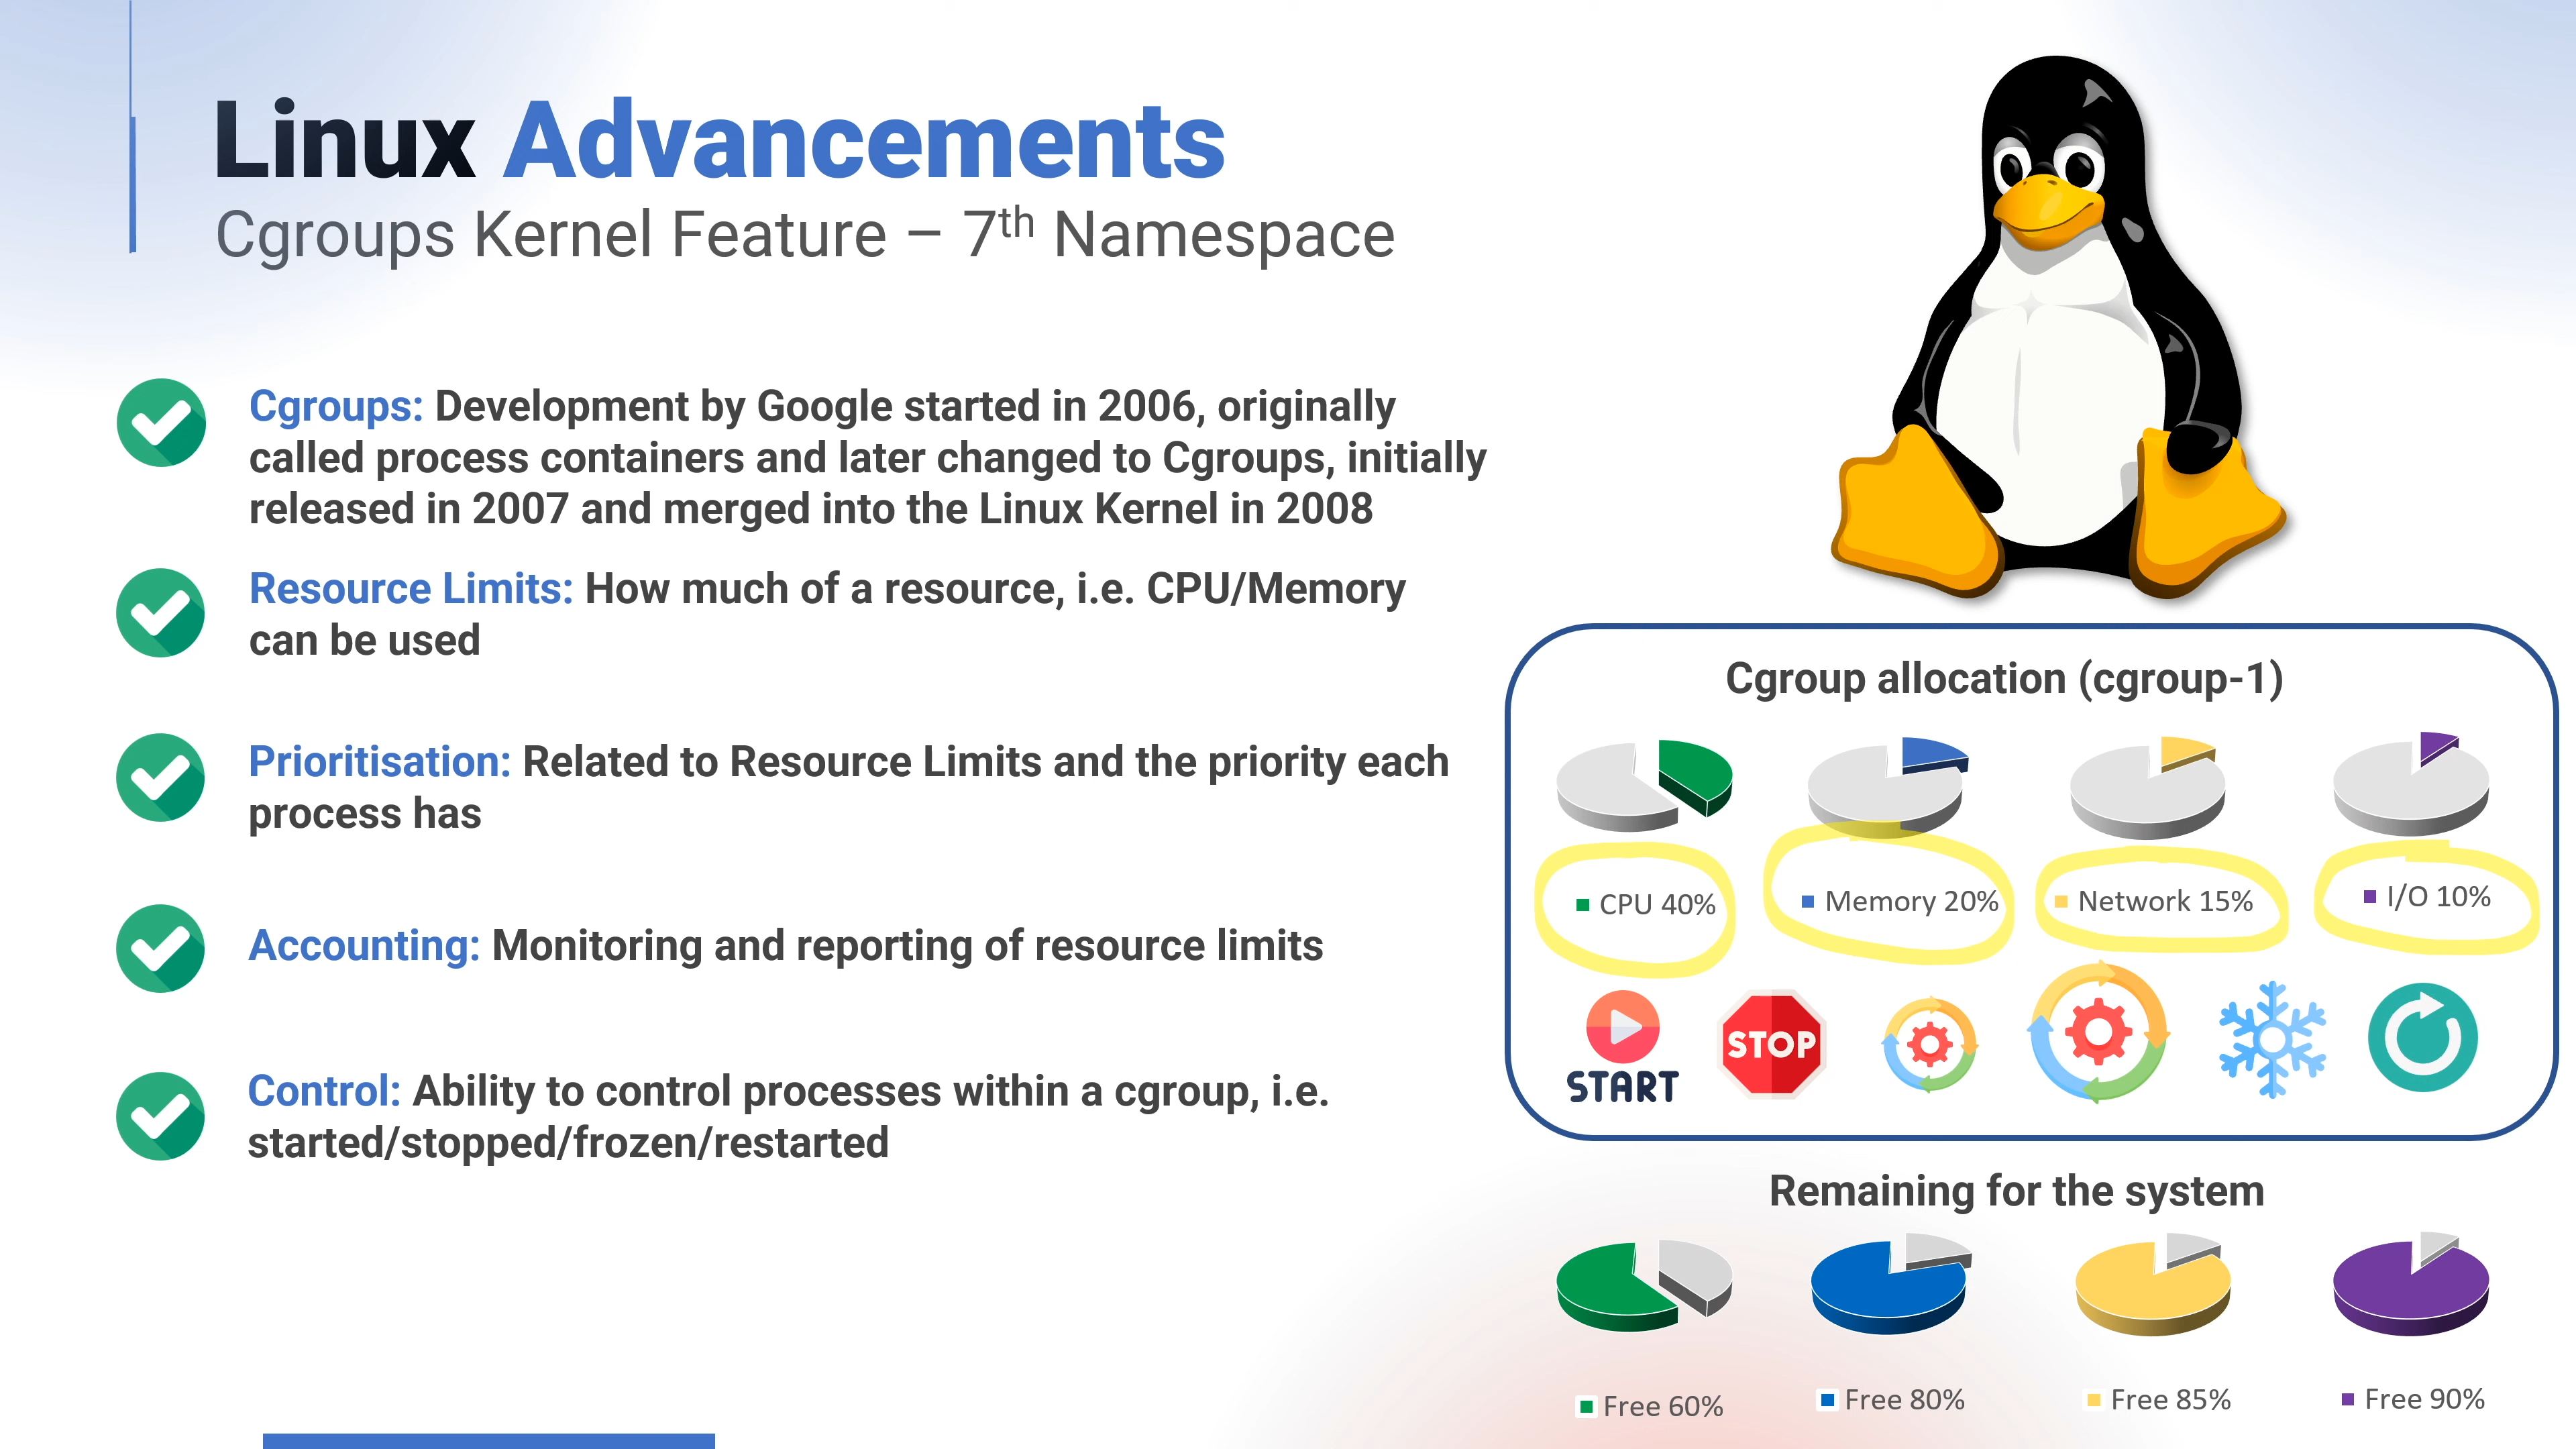 Linux Advancements
Cgroups Kernel Feature – 7th Namespace
Cgroups: Development by Google started in 2006, originally
called process containers and later changed to Cgroups, initially
released in 2007 and merged into the Linux Kernel in 2008
Resource Limits: How much of a resource, i.e. CPU/Memory
can be used
Prioritisation: Related to Resource Limits and the priority each
process has
Accounting: Monitoring and reporting of resource limits
Control: Ability to control processes within a cgroup, i.e.
started/stopped/frozen/restarted
Cgroup allocation (cgroup-1)
CPU 40%
Memory 20%
Network 15%
I/O 10%
START
STOP
Remaining for the system
Free 60%
Free 80%
Free 85%
Free 90%